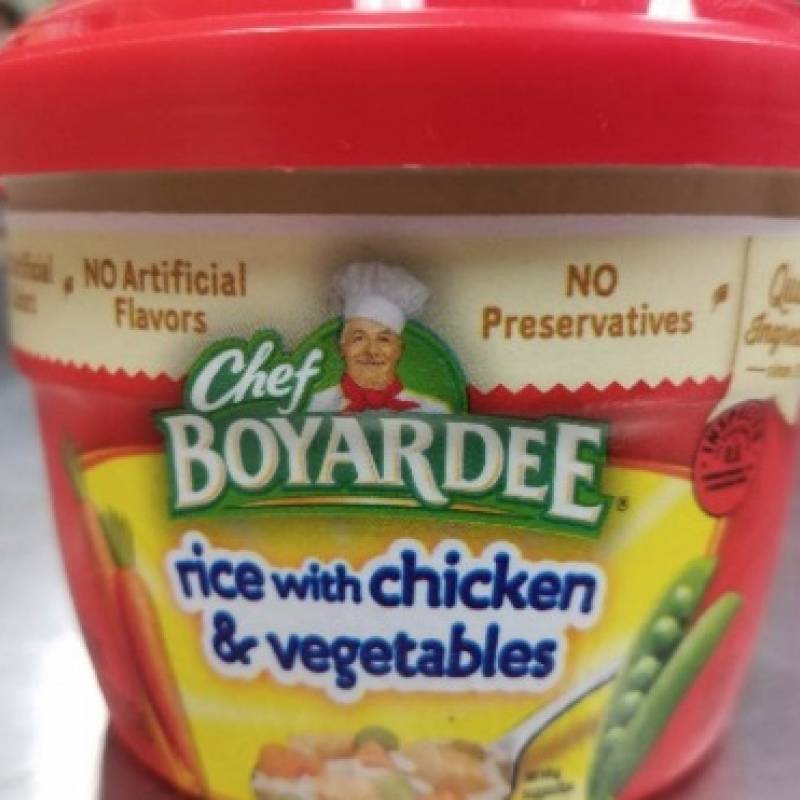 NO Artificial
Flavors
NO
Preservatives
Chef
BOYARDEE®
rice with chicken
& vegetables